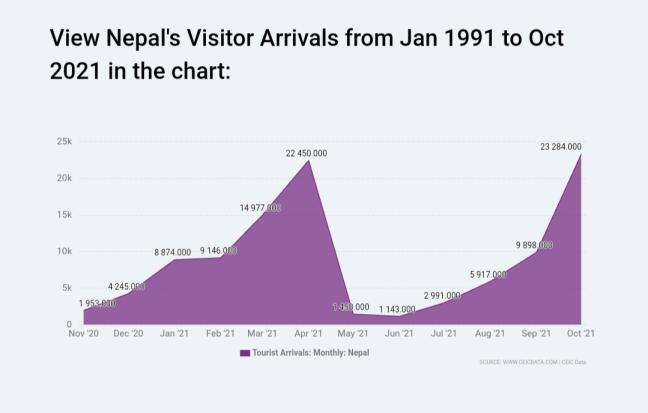 View Nepal's Visitor Arrivals from Jan 1991 to Oct
2021 in the chart:
25k
20k
15k
10k
5k
0
1 953.000
4 245.000
8 874.000
9 146.000
14 977.000
22 450.000
1 450.000
1 143.000
2 991.000
5 917.000
9 898.000
23 284.000
Nov '20 Dec '20 Jan '21 Feb '21 Mar '21 Apr '21 May '21 Jun '21 Jul '21 Aug '21 Sep '21 Oct '21
Tourist Arrivals: Monthly: Nepal
SOURCE: WWW.CEICDATA.COM | CEIC Data